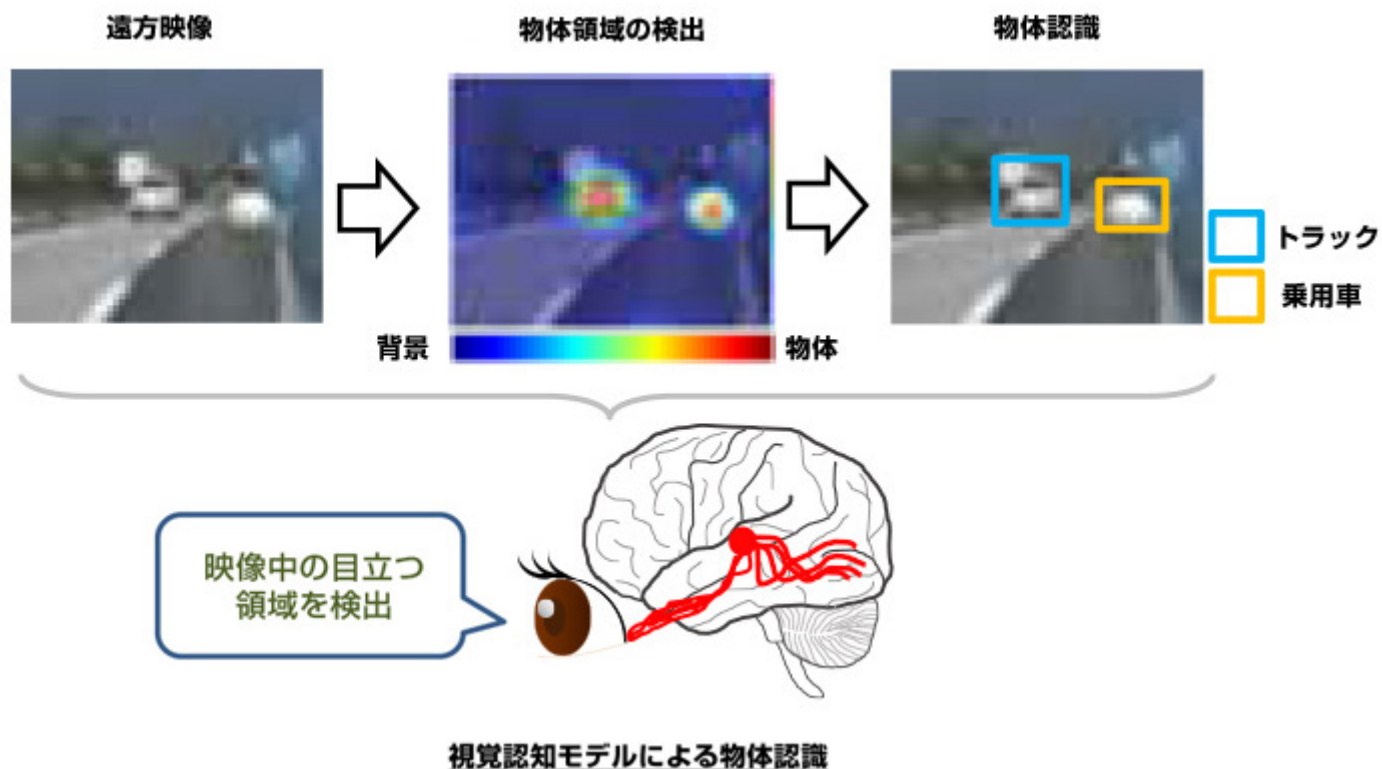 遠方映像
物体領域の検出
物体認識
トラック
乗用車
背景
物体
映像中の目立つ
領域を検出
視覚認知モデルによる物体認識